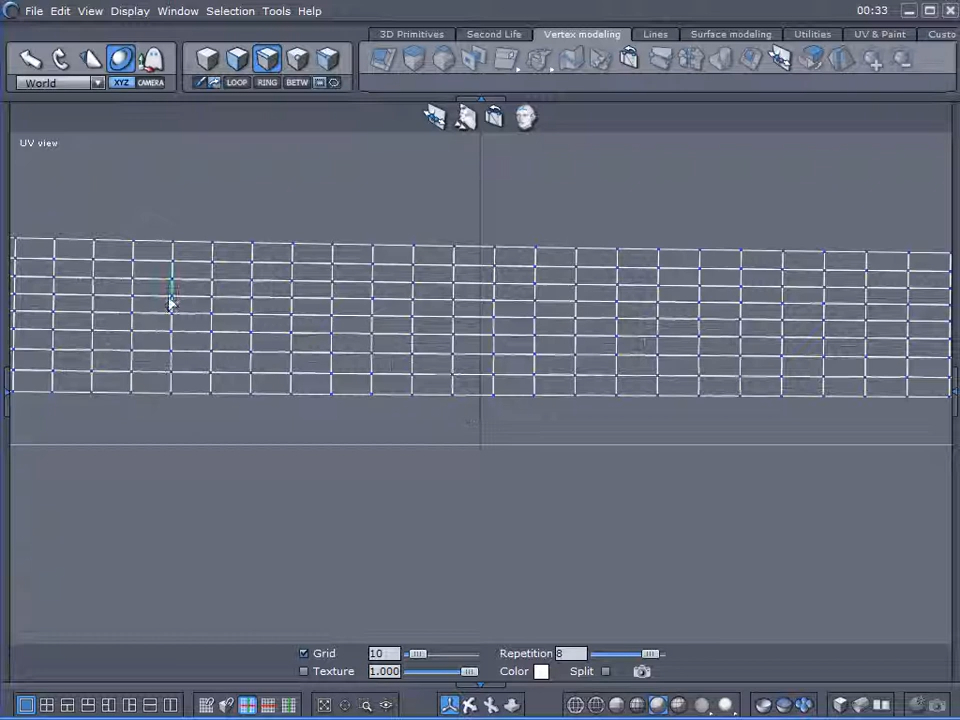 File Edit View Display Window Selection Tools Help 00:33
3D Primitives Second Life Vertex modeling Lines Surface modeling Utilities UV & Paint Custo
World XYZ CAMERA LOOP RING BETW
UV view
Grid 10 Repetition 8
Texture 1.000 Color Split